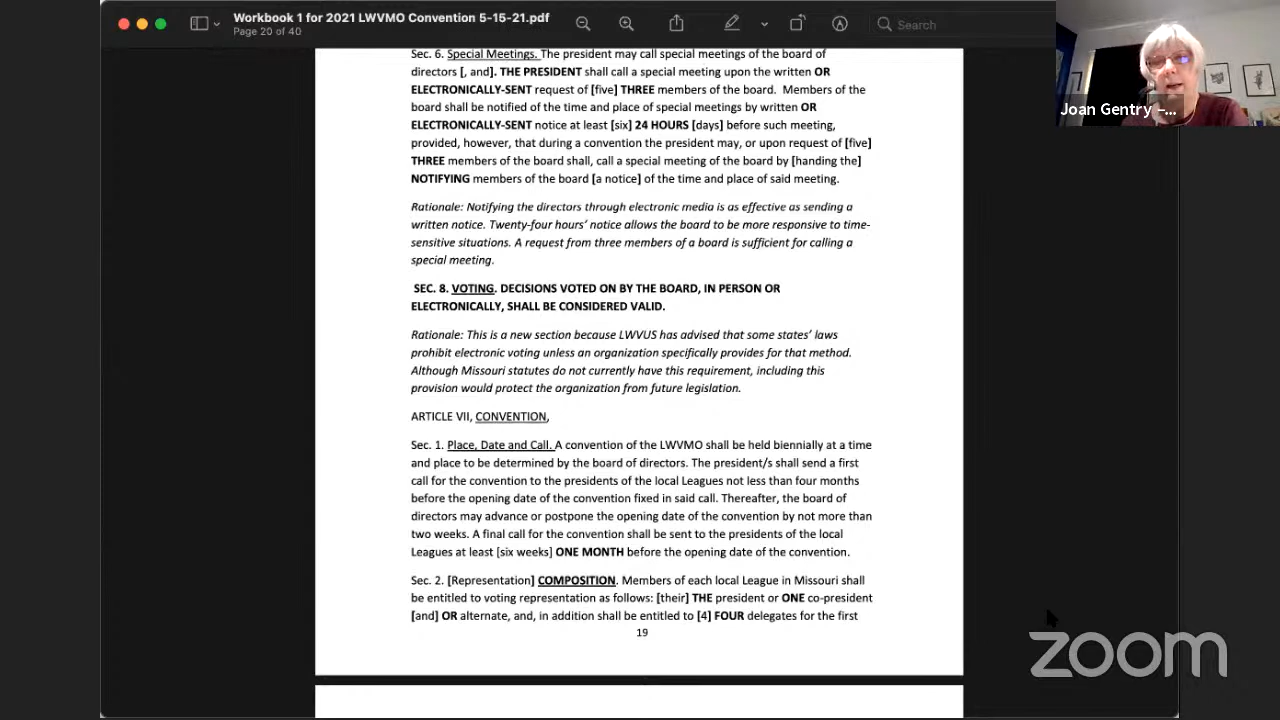 Workbook 1 for 2021 LWVMO Convention 5-15-21.pdf
Page 20 of 40
Search
Joan Gentry –...
Sec. 6. Special Meetings. The president may call special meetings of the board of
directors [, and]. THE PRESIDENT shall call a special meeting upon the written OR
ELECTRONICALLY-SENT request of [five] THREE members of the board.  Members of the
board shall be notified of the time and place of special meetings by written OR
ELECTRONICALLY-SENT notice at least [six] 24 HOURS [days] before such meeting,
provided, however, that during a convention the president may, or upon request of [five]
THREE members of the board shall, call a special meeting of the board by [handing the]
NOTIFYING members of the board [a notice] of the time and place of said meeting.
Rationale: Notifying the directors through electronic media is as effective as sending a
written notice. Twenty-four hours’ notice allows the board to be more responsive to time-
sensitive situations. A request from three members of a board is sufficient for calling a
special meeting.
SEC. 8. VOTING. DECISIONS VOTED ON BY THE BOARD, IN PERSON OR
ELECTRONICALLY, SHALL BE CONSIDERED VALID.
Rationale: This is a new section because LWVUS has advised that some states’ laws
prohibit electronic voting unless an organization specifically provides for that method.
Although Missouri statutes do not currently have this requirement, including this
provision would protect the organization from future legislation.
ARTICLE VII, CONVENTION,
Sec. 1. Place, Date and Call. A convention of the LWVMO shall be held biennially at a time
and place to be determined by the board of directors. The president/s shall send a first
call for the convention to the presidents of the local Leagues not less than four months
before the opening date of the convention fixed in said call. Thereafter, the board of
directors may advance or postpone the opening date of the convention by not more than
two weeks. A final call for the convention shall be sent to the presidents of the local
Leagues at least [six weeks] ONE MONTH before the opening date of the convention.
Sec. 2. [Representation] COMPOSITION. Members of each local League in Missouri shall
be entitled to voting representation as follows: [their] THE president or ONE co-president
[and] OR alternate, and, in addition shall be entitled to [4] FOUR delegates for the first
19
zoom